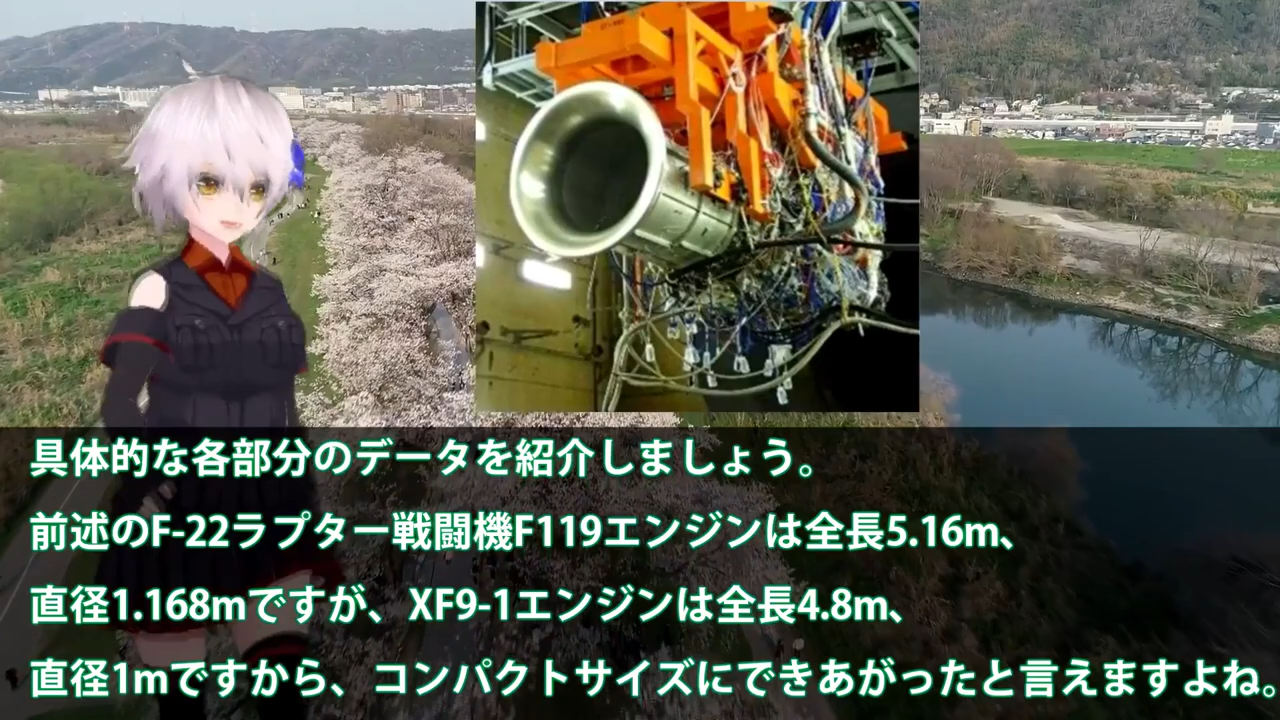 具体的な各部分のデータを紹介しましょう。
前述のF-22ラプター戦闘機F119エンジンは全長5.16m、
直径1.168mですが、XF9-1エンジンは全長4.8m、
直径1mですから、コンパクトサイズにできあがったと言えますよね。